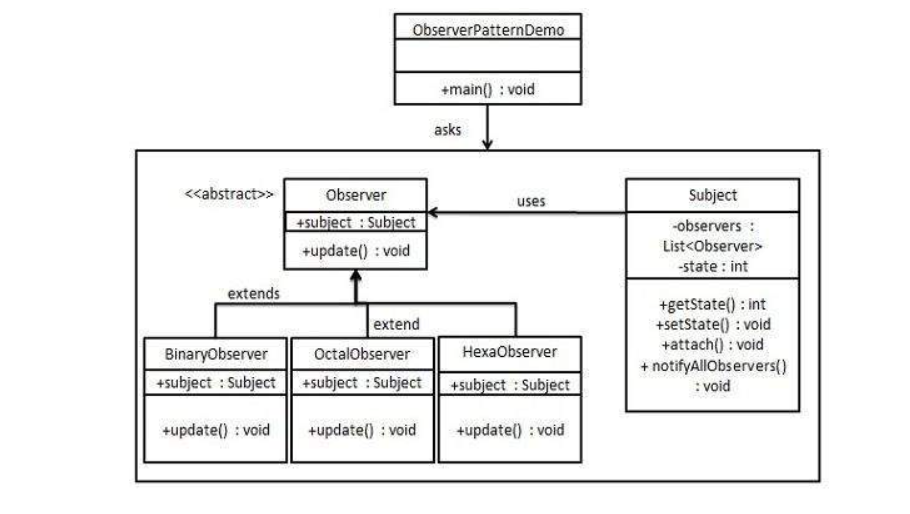 ObserverPatternDemo
+main() : void
asks
<<abstract>>
Observer
+subject : Subject
+update() : void
uses
Subject
-observers :
List<Observer>
-state : int
+getState() : int
+setState() : void
+attach() : void
+ notifyAllObservers()
: void
extends
extend
BinaryObserver
+subject : Subject
+update() : void
OctalObserver
+subject : Subject
+update() : void
HexaObserver
+subject : Subject
+update() : void